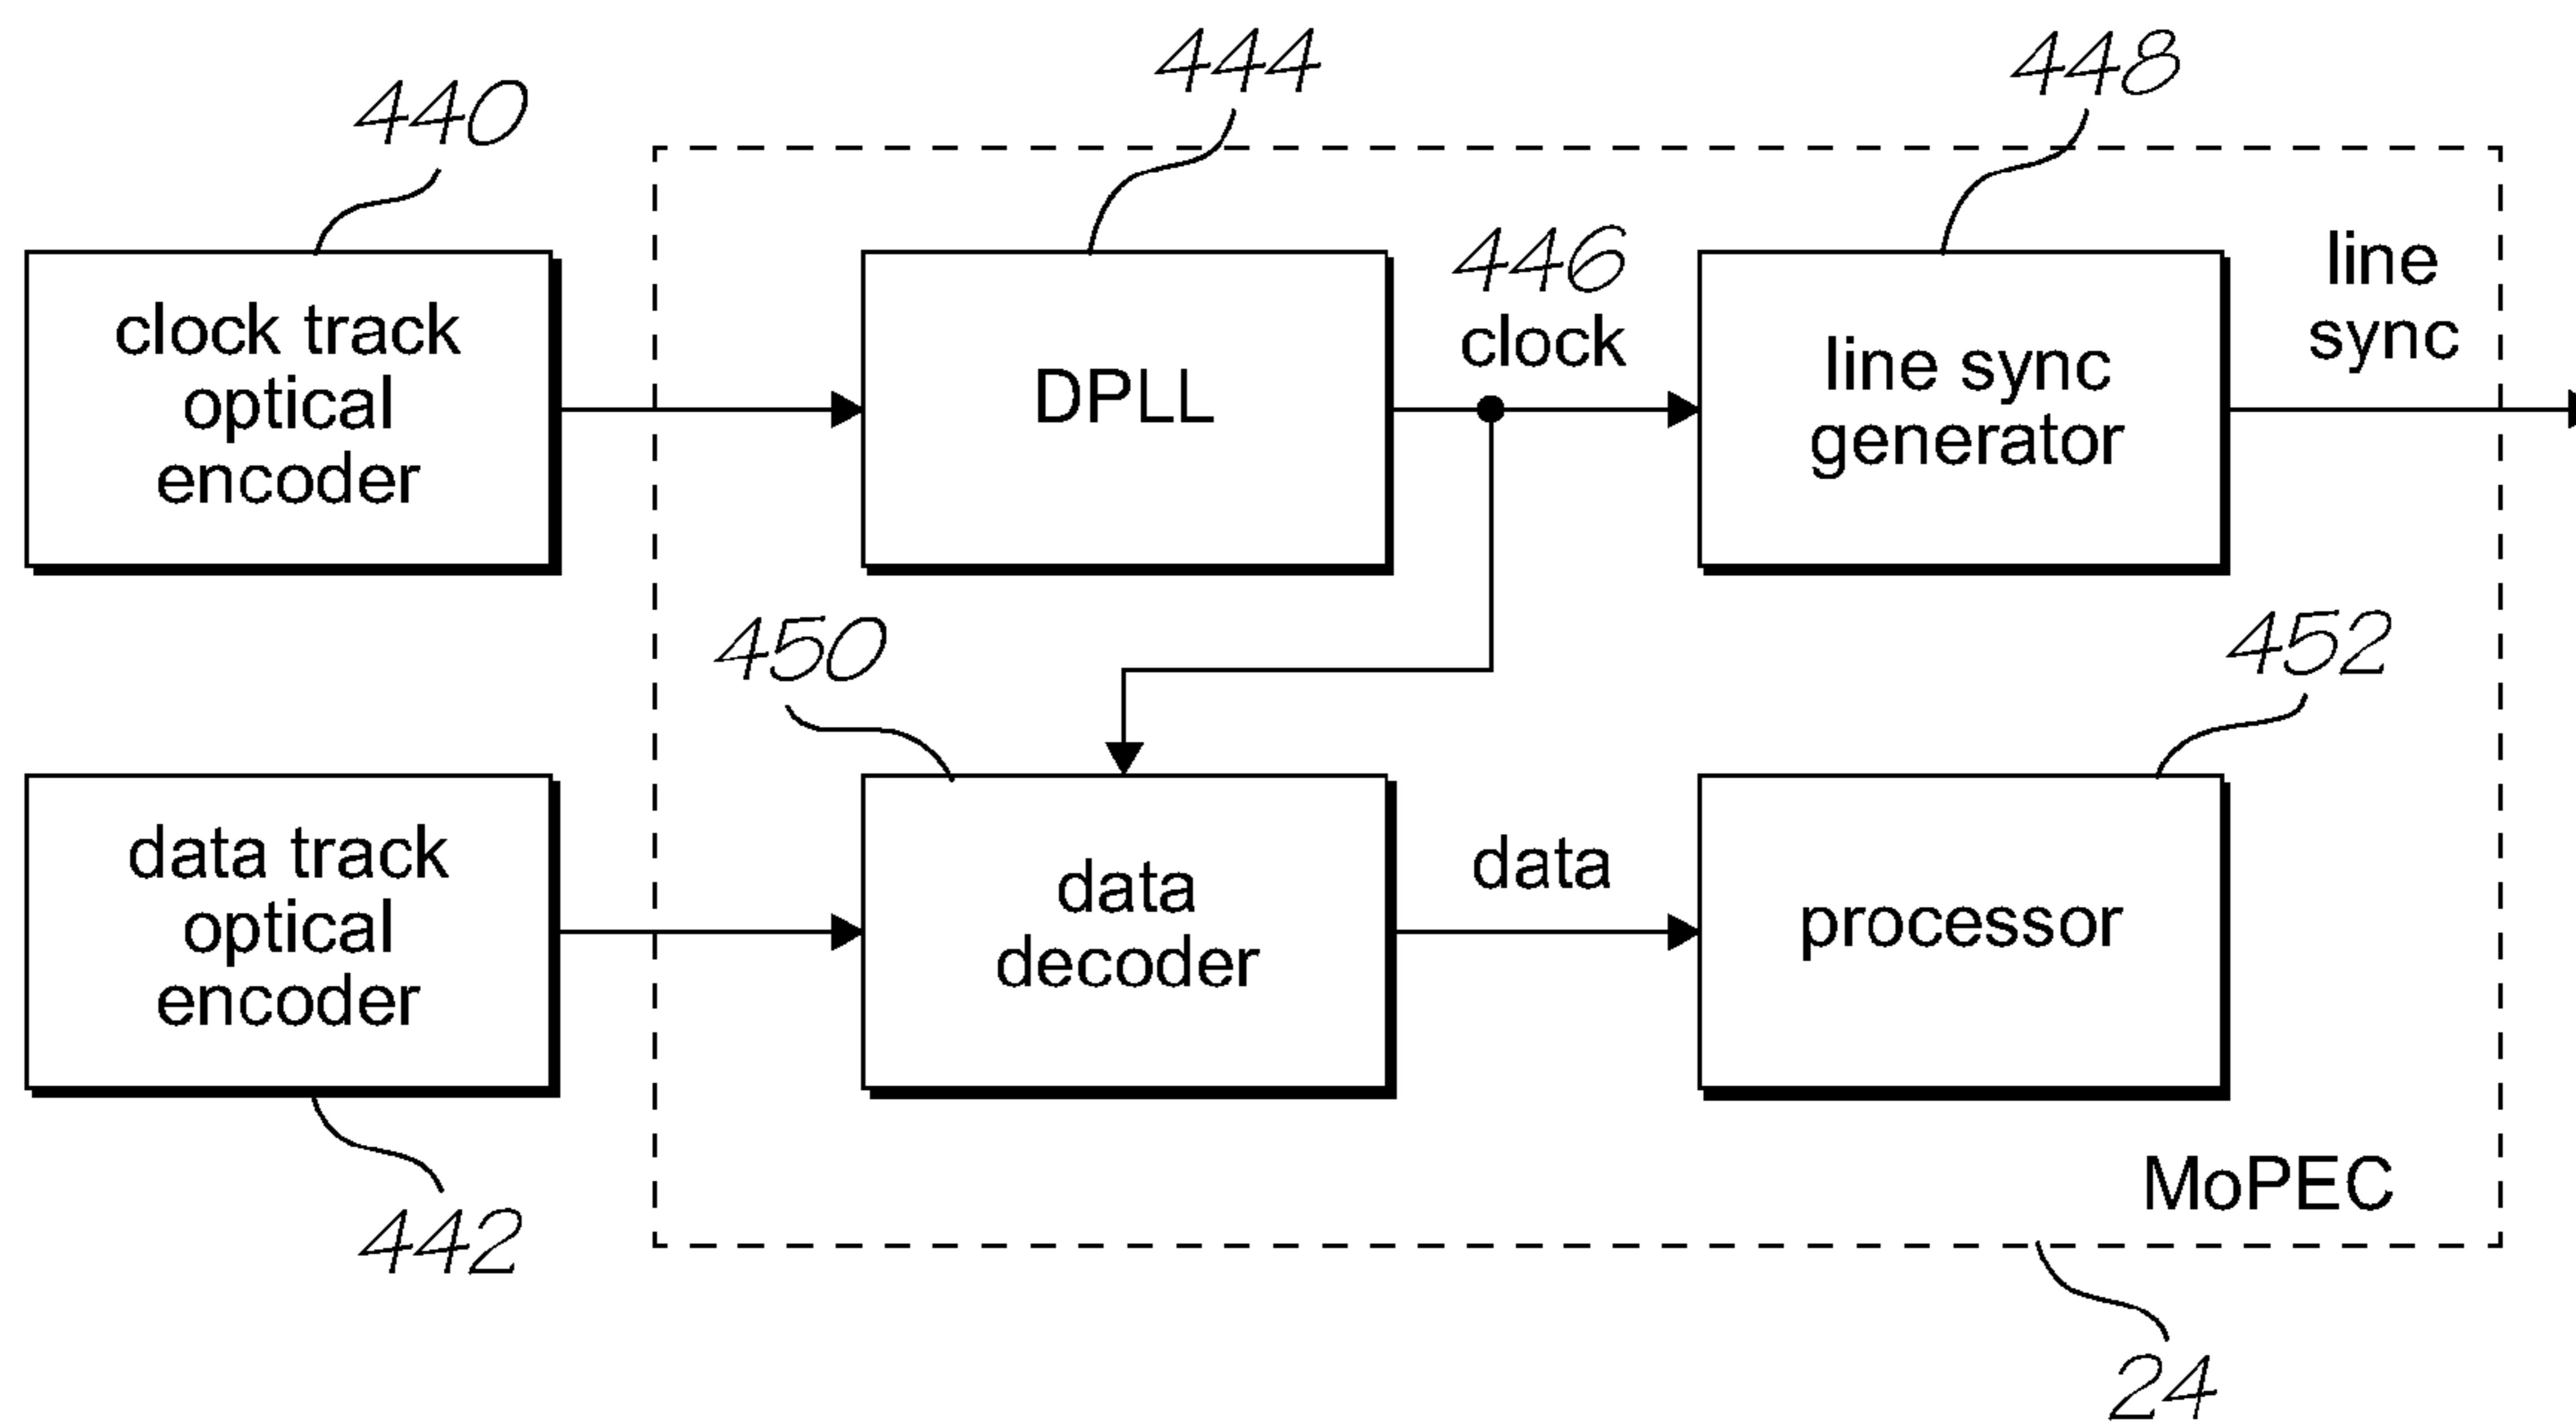 444
448
440
446
clock
line
sync
clock track
optical
encoder
DPLL
line sync
generator
450
452
data track
optical
encoder
data
decoder
data
processor
MoPEC
442
24